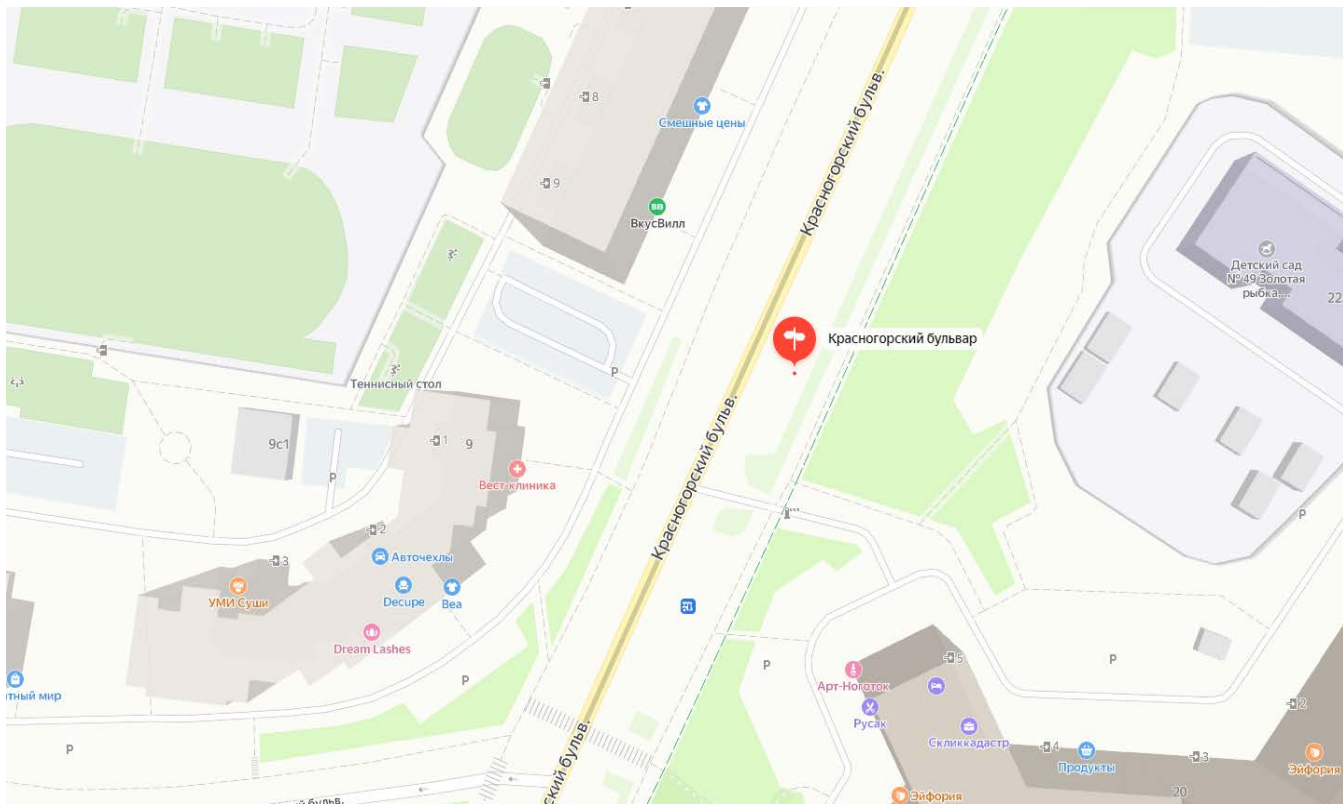 8
Смешные цены
9
ВВ
ВкусВилл
Красногорский бульв.
Детский сад
№ 49 Золотая
рыбка...
22
Красногорский бульвар
P
Теннисный стол
1
9
9с1
P
Вест-клиника
Красногорский бульв.
P
2
3
Авточехлы
УМИ Суши
Decupe
Bea
Dream Lashes
P
P
5
тный мир
Арт-Ноготок
P
Русак
2
Скликкадастр
4
Продукты
3
P
Эйфория
ский бульв.
Эйфория
20
й бульв.